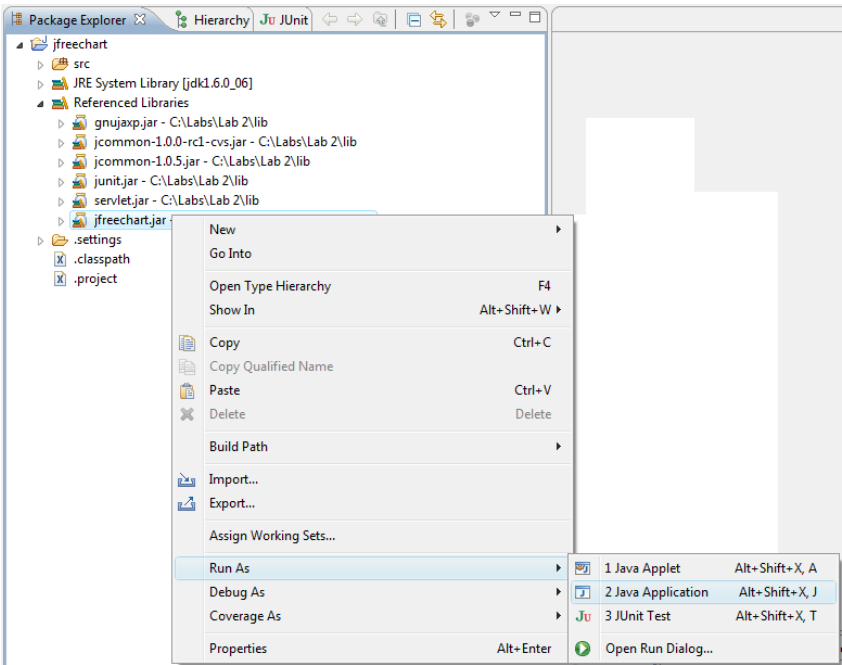 Package Explorer Hierarchy JU JUnit
jfreechart
src
JRE System Library [jdk1.6.0_06]
Referenced Libraries
gnujaxp.jar - C:\Labs\Lab 2\lib
jcommon-1.0.0-rc1-cvs.jar - C:\Labs\Lab 2\lib
jcommon-1.0.5.jar - C:\Labs\Lab 2\lib
junit.jar - C:\Labs\Lab 2\lib
servlet.jar - C:\Labs\Lab 2\lib
jfreechart.jar -
.settings
.classpath
.project
New
Go Into
Open Type Hierarchy F4
Show In Alt+Shift+W
Copy Ctrl+C
Copy Qualified Name
Paste Ctrl+V
Delete Delete
Build Path
Import...
Export...
Assign Working Sets...
Run As
Debug As
Coverage As
Properties Alt+Enter
1 Java Applet Alt+Shift+X, A
2 Java Application Alt+Shift+X, J
JU 3 JUnit Test Alt+Shift+X, T
Open Run Dialog...